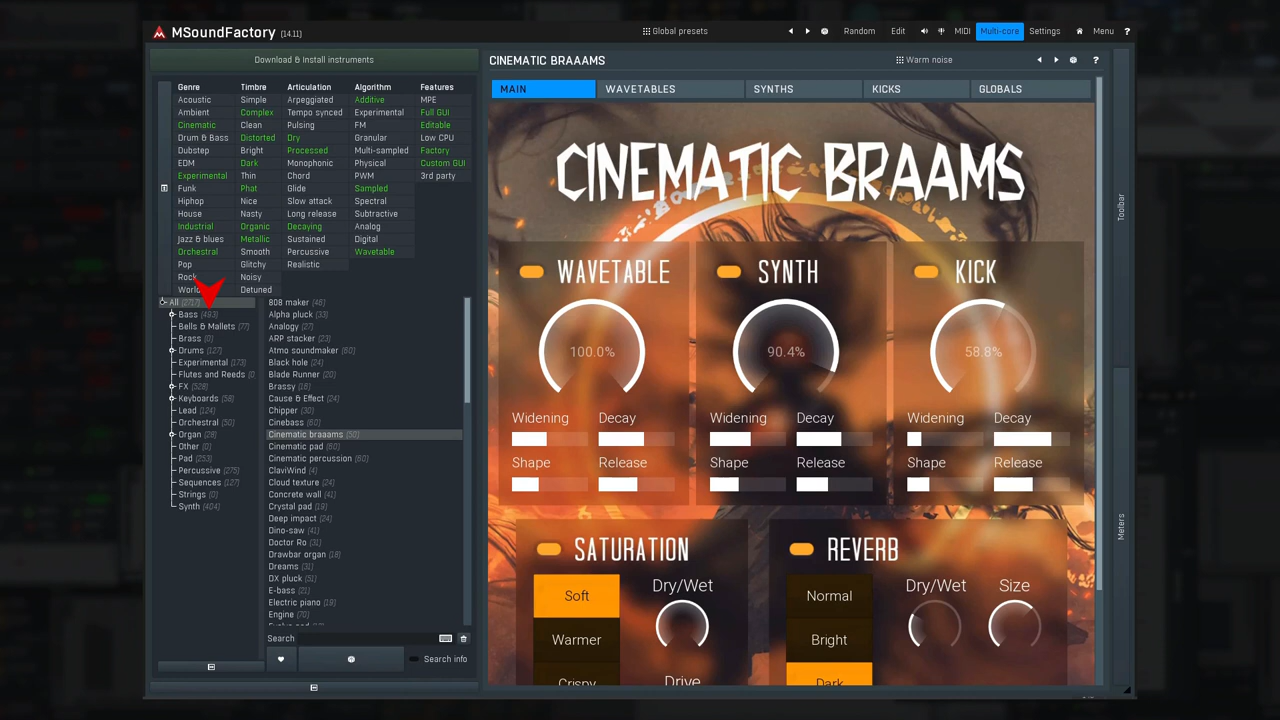 MSoundFactory (14.11)
Global presets
Random
Edit
MIDI
Multi-core
Settings
Menu
?
Download & Install instruments
Genre Timbre Articulation Algorithm Features
Acoustic Simple Arpeggiated Additive MPE
Ambient Complex Tempo synced Experimental Full GUI
Cinematic Clean Pulsing FM Editable
Drum & Bass Distorted Dry Granular Low CPU
Dubstep Bright Processed Multi-sampled Factory
EDM Dark Monophonic Physical Custom GUI
Experimental Thin Chord PWM 3rd party
Funk Phat Glide Sampled
Hiphop Nice Slow attack Spectral
House Nasty Long release Subtractive
Industrial Organic Decaying Analog
Jazz & blues Metallic Sustained Digital
Orchestral Smooth Percussive Wavetable
Pop Glitchy Realistic
Rock Noisy
World Detuned
All
Bass (493)
Bells & Mallets (77)
Brass (0)
Drums (127)
Experimental (173)
Flutes and Reeds (0
FX (528)
Keyboards (58)
Lead (124)
Orchestral (50)
Organ (28)
Other (0)
Pad (253)
Percussive (275)
Sequences (127)
Strings (0)
Synth (404)
808 maker (46)
Alpha pluck (33)
Analogy (27)
ARP stacker (23)
Atmo soundmaker (60)
Black hole (24)
Blade Runner (20)
Brassy (18)
Cause & Effect (24)
Chipper (30)
Cinebass (60)
Cinematic braaams (50)
Cinematic pad (60)
Cinematic percussion (60)
ClaviWind (4)
Cloud texture (24)
Concrete wall (41)
Crystal pad (19)
Deep impact (24)
Dino-saw (41)
Doctor Ro (31)
Drawbar organ (18)
Dreams (31)
DX pluck (51)
E-bass (21)
Electric piano (19)
Engine (70)
Search
Search info
CINEMATIC BRAAAMS
Warm noise
?
MAIN
WAVETABLES
SYNTHS
KICKS
GLOBALS
CINEMATIC BRAAMS
WAVETABLE
100.0%
Widening Decay
Shape Release
SYNTH
90.4%
Widening Decay
Shape Release
KICK
58.8%
Widening Decay
Shape Release
SATURATION
Soft
Warmer
Crispy
Dry/Wet
Drive
REVERB
Normal
Bright
Dark
Dry/Wet
Size
Toolbar
Meters